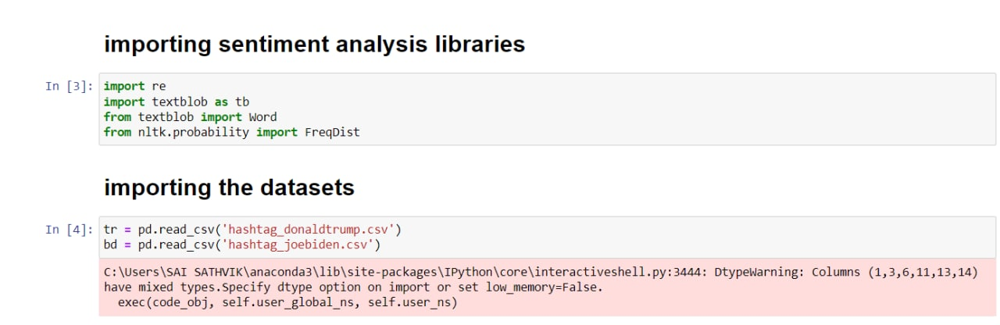 importing sentiment analysis libraries
In [3]: import re
import textblob as tb
from textblob import Word
from nltk.probability import FreqDist
importing the datasets
In [4]: tr = pd.read_csv('hashtag_donaldtrump.csv')
bd = pd.read_csv('hashtag_joebiden.csv')
C:\Users\SAI SATHVIK\anaconda3\lib\site-packages\IPython\core\interactiveshell.py:3444: DtypeWarning: Columns (1,3,6,11,13,14)
have mixed types.Specify dtype option on import or set low_memory=False.
  exec(code_obj, self.user_global_ns, self.user_ns)